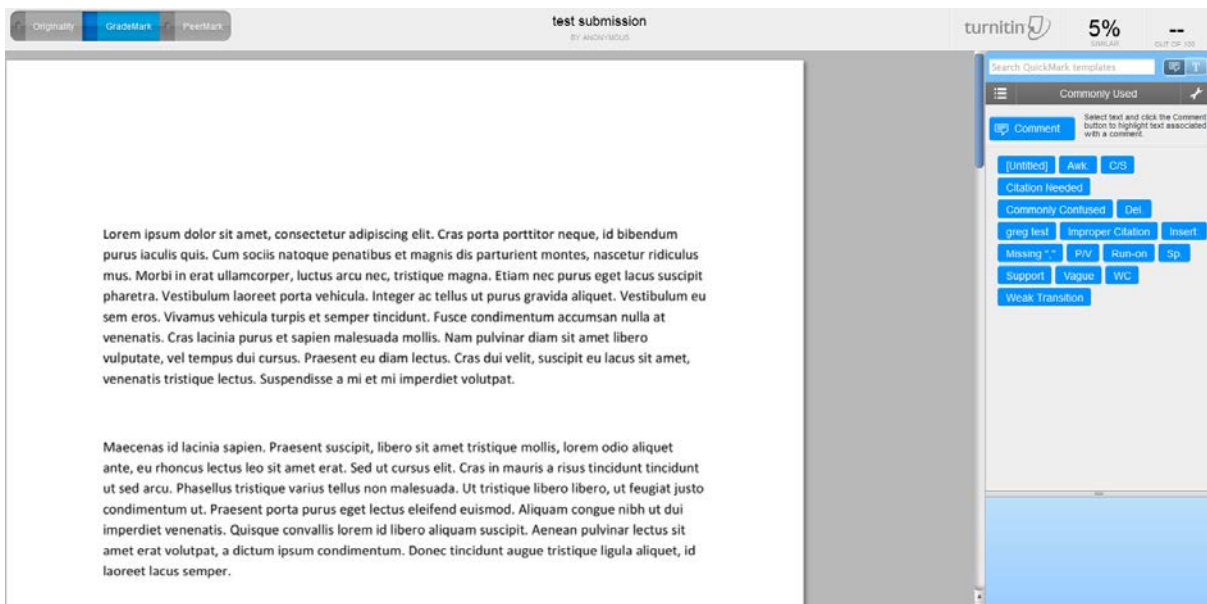 Originality GradeMark PeerMark
test submission
BY ANONYMOUS
turnitin
5%
SIMILAR
--
OUT OF 100
Search QuickMark templates
T
Commonly Used
Comment
Select text and click the Comment
button to highlight text associated
with a comment.
[Untitled] Awk. C/S
Citation Needed
Commonly Confused Del.
greg test Improper Citation Insert:
Missing "," P/V Run-on Sp.
Support Vague WC
Weak Transition
Lorem ipsum dolor sit amet, consectetur adipiscing elit. Cras porta porttitor neque, id bibendum
purus iaculis quis. Cum sociis natoque penatibus et magnis dis parturient montes, nascetur ridiculus
mus. Morbi in erat ullamcorper, luctus arcu nec, tristique magna. Etiam nec purus eget lacus suscipit
pharetra. Vestibulum laoreet porta vehicula. Integer ac tellus ut purus gravida aliquet. Vestibulum eu
sem eros. Vivamus vehicula turpis et semper tincidunt. Fusce condimentum accumsan nulla at
venenatis. Cras lacinia purus et sapien malesuada mollis. Nam pulvinar diam sit amet libero
vulputate, vel tempus dui cursus. Praesent eu diam lectus. Cras dui velit, suscipit eu lacus sit amet,
venenatis tristique lectus. Suspendisse a mi et mi imperdiet volutpat.
Maecenas id lacinia sapien. Praesent suscipit, libero sit amet tristique mollis, lorem odio aliquet
ante, eu rhoncus lectus leo sit amet erat. Sed ut cursus elit. Cras in mauris a risus tincidunt tincidunt
ut sed arcu. Phasellus tristique varius tellus non malesuada. Ut tristique libero libero, ut feugiat justo
condimentum ut. Praesent porta purus eget lectus eleifend euismod. Aliquam congue nibh ut dui
imperdiet venenatis. Quisque convallis lorem id libero aliquam suscipit. Aenean pulvinar lectus sit
amet erat volutpat, a dictum ipsum condimentum. Donec tincidunt augue tristique ligula aliquet, id
laoreet lacus semper.